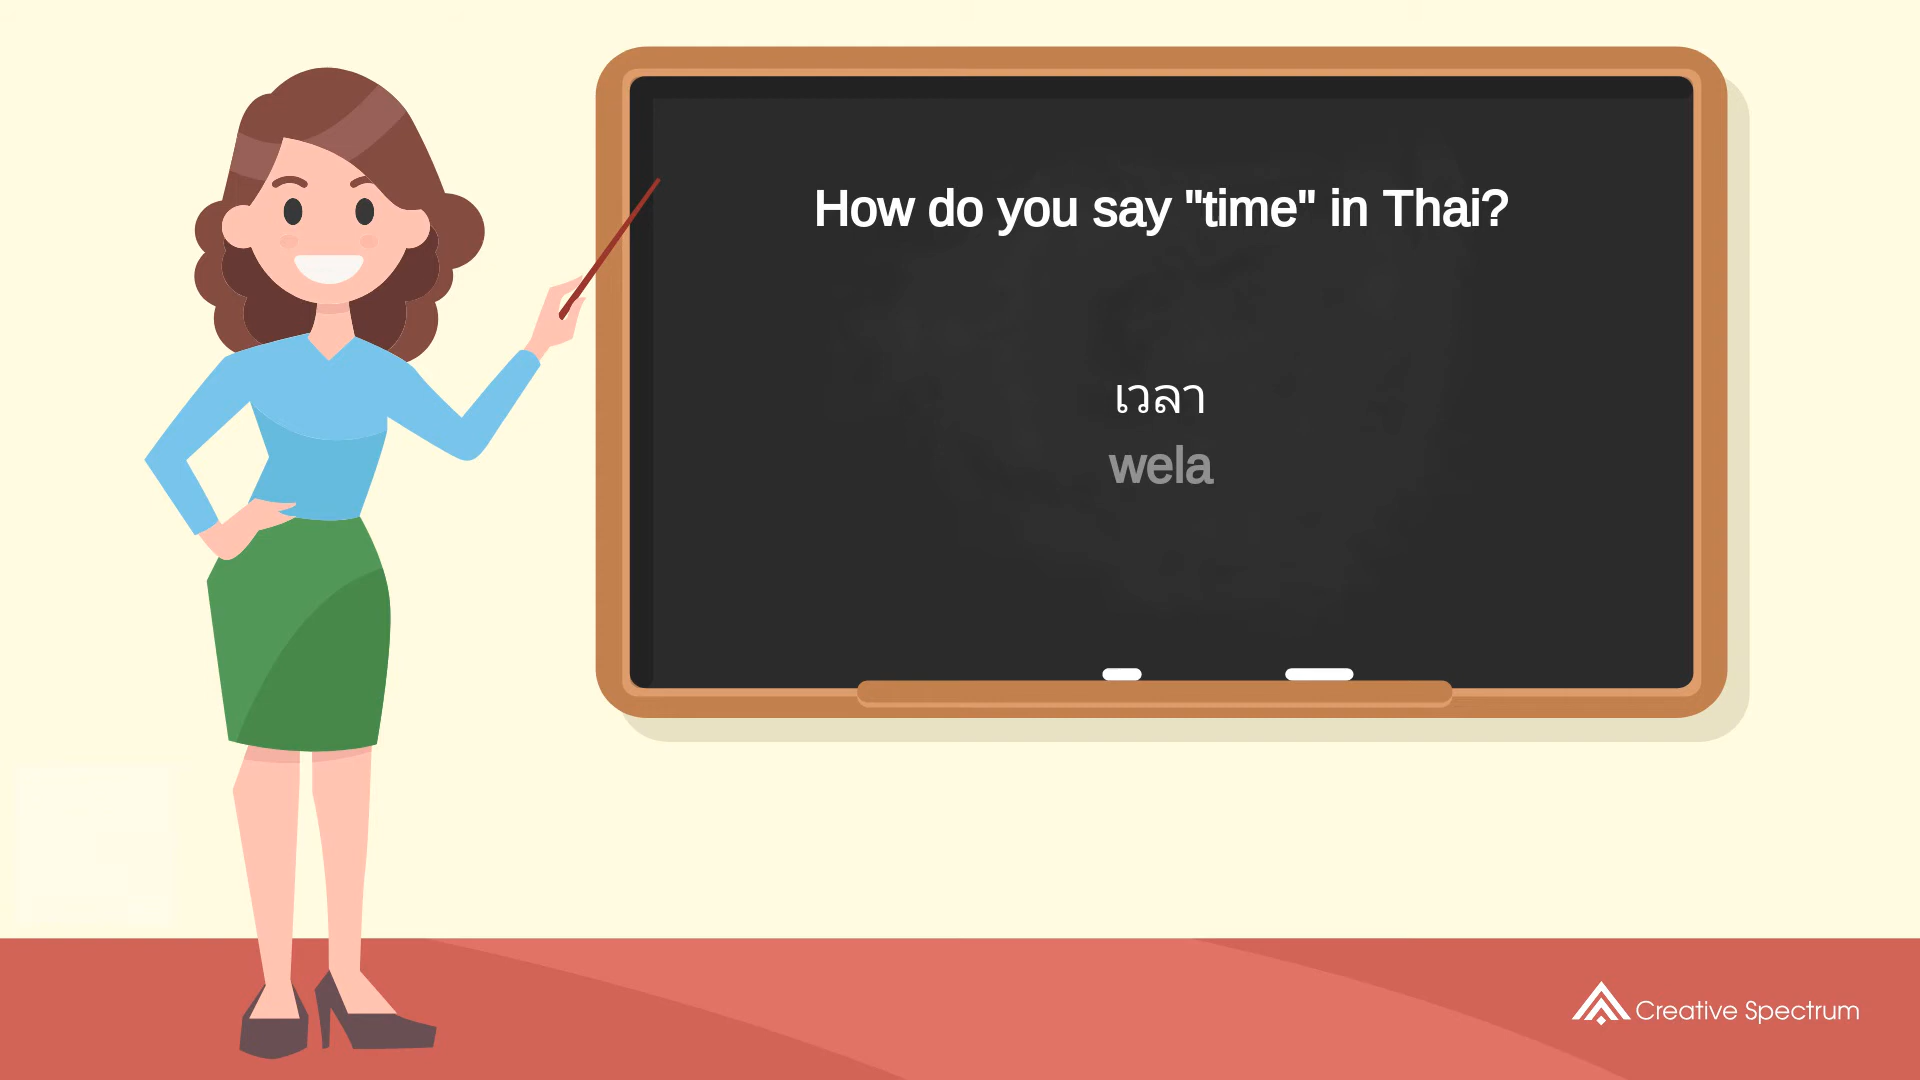 How do you say "time" in Thai?
เวลา
wela
Creative Spectrum